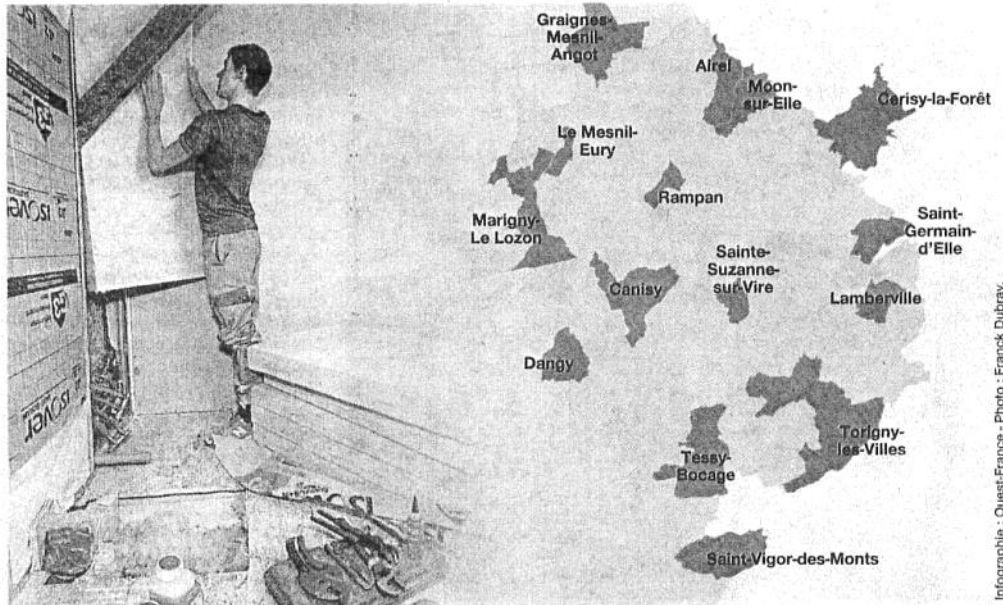 Graignes-
Mesnil-
Angot
Airel
Moon-
sur-Elle
Cerisy-la-Forêt
Le Mesnil-
Eury
Rampan
Marigny-
Le Lozon
Saint-
Germain-
d'Elle
Sainte-
Suzanne-
sur-Vire
Canisy
Lamberville
Dangy
Torigny-
les-Villes
Tessy-
Bocage
Saint-Vigor-des-Monts
isover
isover
Infographie : Ouest-France - Photo : Franck Dubray.